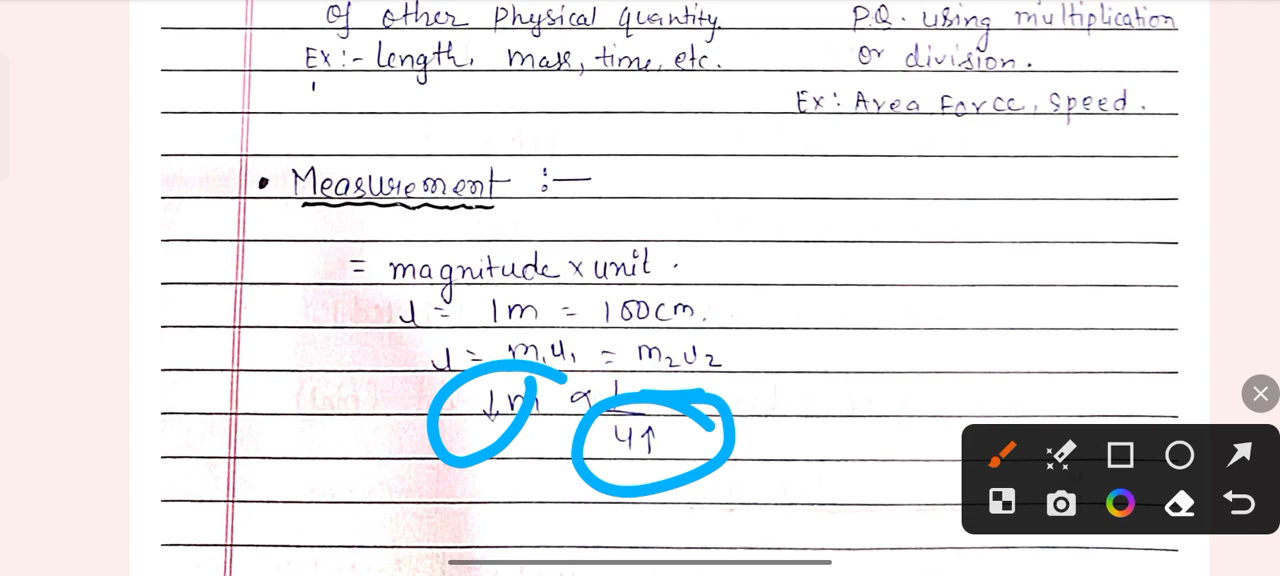 of other Physical quantity.
Ex :- length, mass, time, etc.
P.Q. using multiplication
or division.
Ex : Area Force, Speed.
• Measurement :—
= magnitude x unit.
l = 1m = 100cm.
l = m₁u₁ = m₂u₂
↓m ∝ 1
u↑